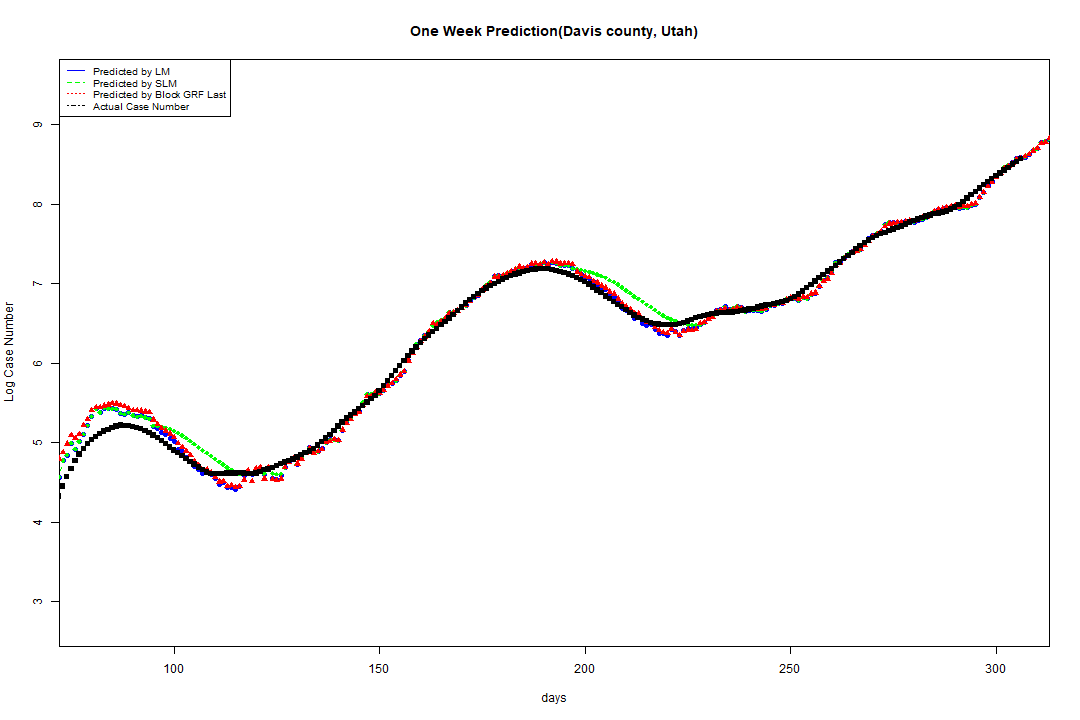 One Week Prediction(Davis county, Utah)
Predicted by LM
Predicted by SLM
Predicted by Block GRF Last
Actual Case Number
Log Case Number
9
8
7
6
5
4
3
100 150 200 250 300
days